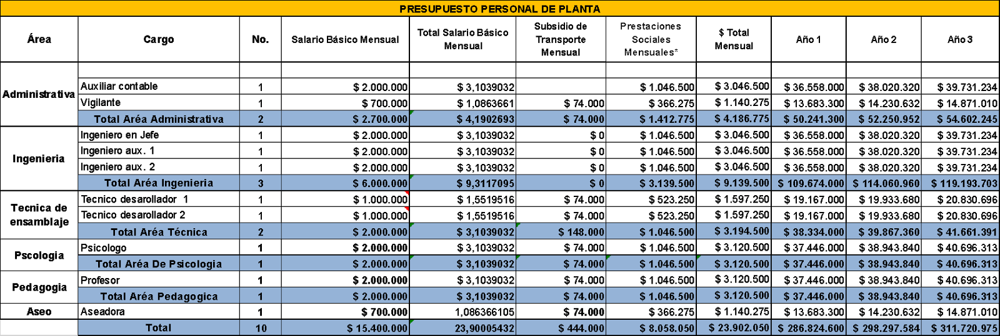 PRESUPUESTO PERSONAL DE PLANTA
Área Cargo No. Salario Básico Mensual Total Salario Básico Mensual Subsidio de Transporte Mensual Prestaciones Sociales Mensuales* $ Total Mensual Año 1 Año 2 Año 3
Administrativa
Auxiliar contable 1 $ 2.000.000 $ 3,1039032 $ 1.046.500 $ 3.046.500 $ 36.558.000 $ 38.020.320 $ 39.731.234
Vigilante 1 $ 700.000 $ 1,0863661 $ 74.000 $ 366.275 $ 1.140.275 $ 13.683.300 $ 14.230.632 $ 14.871.010
Total Aréa Administrativa 2 $ 2.700.000 $ 4,1902693 $ 74.000 $ 1.412.775 $ 4.186.775 $ 50.241.300 $ 52.250.952 $ 54.602.245
Ingenieria
Ingeniero en Jefe 1 $ 2.000.000 $ 3,1039032 $ 0 $ 1.046.500 $ 3.046.500 $ 36.558.000 $ 38.020.320 $ 39.731.234
Ingeniero aux. 1 1 $ 2.000.000 $ 3,1039032 $ 0 $ 1.046.500 $ 3.046.500 $ 36.558.000 $ 38.020.320 $ 39.731.234
Ingeniero aux. 2 1 $ 2.000.000 $ 3,1039032 $ 0 $ 1.046.500 $ 3.046.500 $ 36.558.000 $ 38.020.320 $ 39.731.234
Total Aréa Ingenieria 3 $ 6.000.000 $ 9,3117095 $ 0 $ 3.139.500 $ 9.139.500 $ 109.674.000 $ 114.060.960 $ 119.193.703
Tecnica de ensamblaje
Tecnico desarollador 1 1 $ 1.000.000 $ 1,5519516 $ 74.000 $ 523.250 $ 1.597.250 $ 19.167.000 $ 19.933.680 $ 20.830.696
Tecnico desarollador 2 1 $ 1.000.000 $ 1,5519516 $ 74.000 $ 523.250 $ 1.597.250 $ 19.167.000 $ 19.933.680 $ 20.830.696
Total Aréa Técnica 2 $ 2.000.000 $ 3,1039032 $ 148.000 $ 1.046.500 $ 3.194.500 $ 38.334.000 $ 39.867.360 $ 41.661.391
Pscologia
Psicologo 1 $ 2.000.000 $ 3,1039032 $ 74.000 $ 1.046.500 $ 3.120.500 $ 37.446.000 $ 38.943.840 $ 40.696.313
Total Aréa De Psicologia 1 $ 2.000.000 $ 3,1039032 $ 74.000 $ 1.046.500 $ 3.120.500 $ 37.446.000 $ 38.943.840 $ 40.696.313
Pedagogia
Profesor 1 $ 2.000.000 $ 3,1039032 $ 74.000 $ 1.046.500 $ 3.120.500 $ 37.446.000 $ 38.943.840 $ 40.696.313
Total Aréa Pedagogica 1 $ 2.000.000 $ 3,1039032 $ 74.000 $ 1.046.500 $ 3.120.500 $ 37.446.000 $ 38.943.840 $ 40.696.313
Aseo Aseadora 1 $ 700.000 1,086366105 $ 74.000 $ 366.275 $ 1.140.275 $ 13.683.300 $ 14.230.632 $ 14.871.010
Total 10 $ 15.400.000 23,90005432 $ 444.000 $ 8.058.050 $ 23.902.050 $ 286.824.600 $ 298.297.584 $ 311.720.975